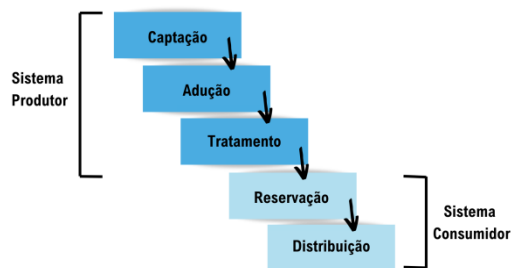 Captação
Sistema
Produtor
Adução
Tratamento
Reservação
Sistema
Consumidor
Distribuição